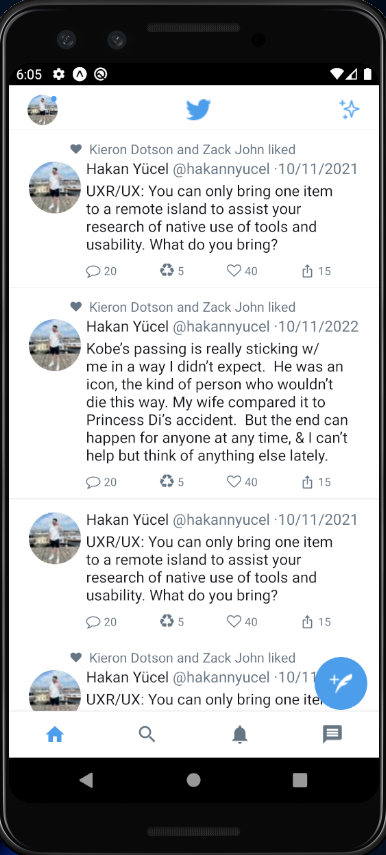 6:05
Kieron Dotson and Zack John liked
Hakan Yücel @hakannyucel ·10/11/2021
UXR/UX: You can only bring one item
to a remote island to assist your
research of native use of tools and
usability. What do you bring?
20 5 40 15
Kieron Dotson and Zack John liked
Hakan Yücel @hakannyucel ·10/11/2022
Kobe’s passing is really sticking w/
me in a way I didn’t expect.  He was an
icon, the kind of person who wouldn’t
die this way. My wife compared it to
Princess Di’s accident.  But the end can
happen for anyone at any time, & I can’t
help but think of anything else lately.
20 5 40 15
Hakan Yücel @hakannyucel ·10/11/2021
UXR/UX: You can only bring one item
to a remote island to assist your
research of native use of tools and
usability. What do you bring?
20 5 40 15
Kieron Dotson and Zack John liked
Hakan Yücel @hakannyucel ·10/11
UXR/UX: You can only bring one